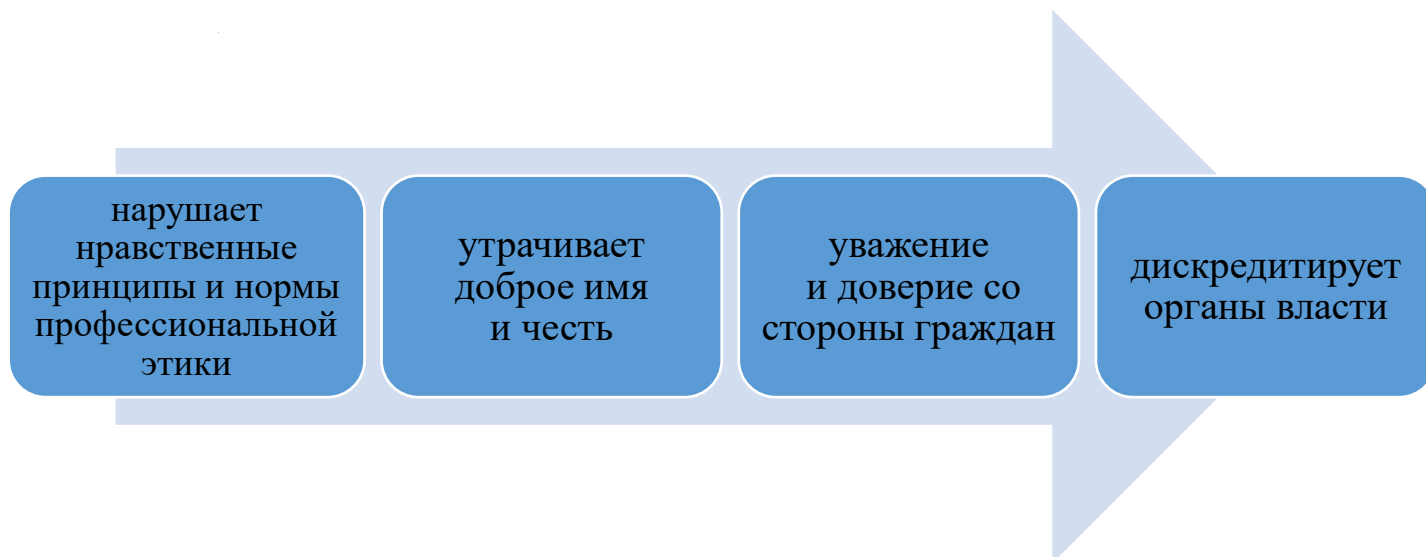 нарушает
нравственные
принципы и нормы
профессиональной
этики
утрачивает
доброе имя
и честь
уважение
и доверие со
стороны граждан
дискредитирует
органы власти